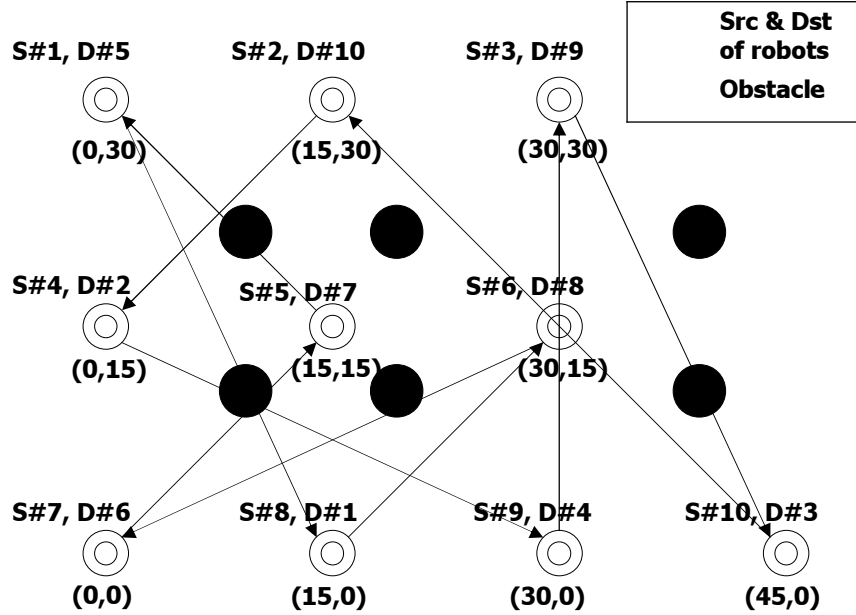 Src & Dst
of robots
Obstacle
S#1, D#5
S#2, D#10
S#3, D#9
(0,30)
(15,30)
(30,30)
S#4, D#2
S#5, D#7
S#6, D#8
(0,15)
(15,15)
(30,15)
S#7, D#6
S#8, D#1
S#9, D#4
S#10, D#3
(0,0)
(15,0)
(30,0)
(45,0)